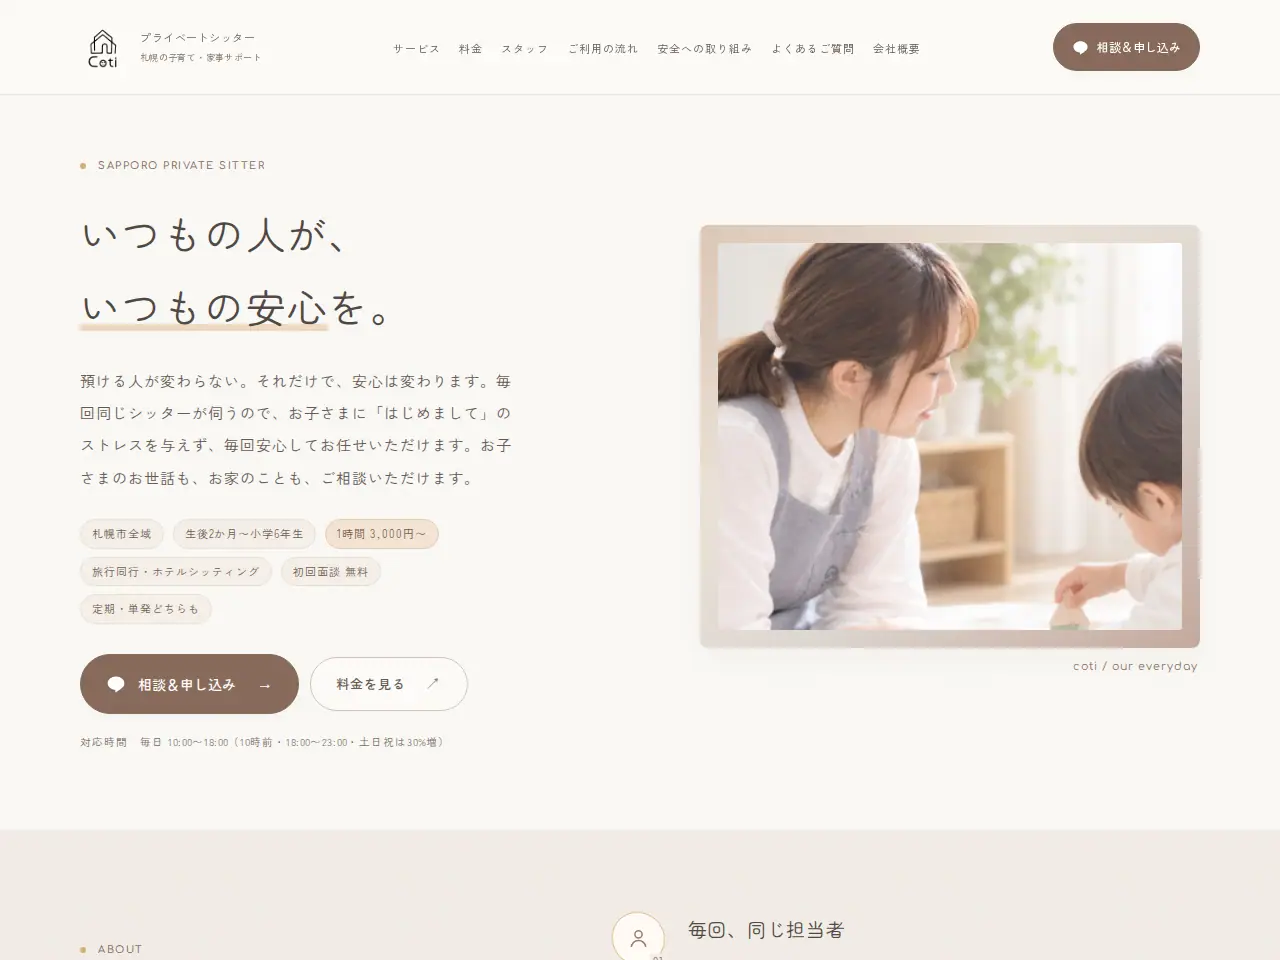 Coti
プライベートシッター
札幌の子育て・家事サポート
サービス
料金
スタッフ
ご利用の流れ
安全への取り組み
よくあるご質問
会社概要
相談&申し込み
SAPPORO PRIVATE SITTER
いつもの人が、
いつもの安心を。
預ける人が変わらない。それだけで、安心は変わります。毎
回同じシッターが伺うので、お子さまに「はじめまして」の
ストレスを与えず、毎回安心してお任せいただけます。お子
さまのお世話も、お家のことも、ご相談いただけます。
札幌市全域
生後2か月〜小学6年生
1時間 3,000円〜
旅行同行・ホテルシッティング
初回面談 無料
定期・単発どちらも
相談&申し込み →
料金を見る ↗
対応時間 毎日 10:00〜18:00（10時前・18:00〜23:00・土日祝は30%増）
coti / our everyday
ABOUT
毎回、同じ担当者